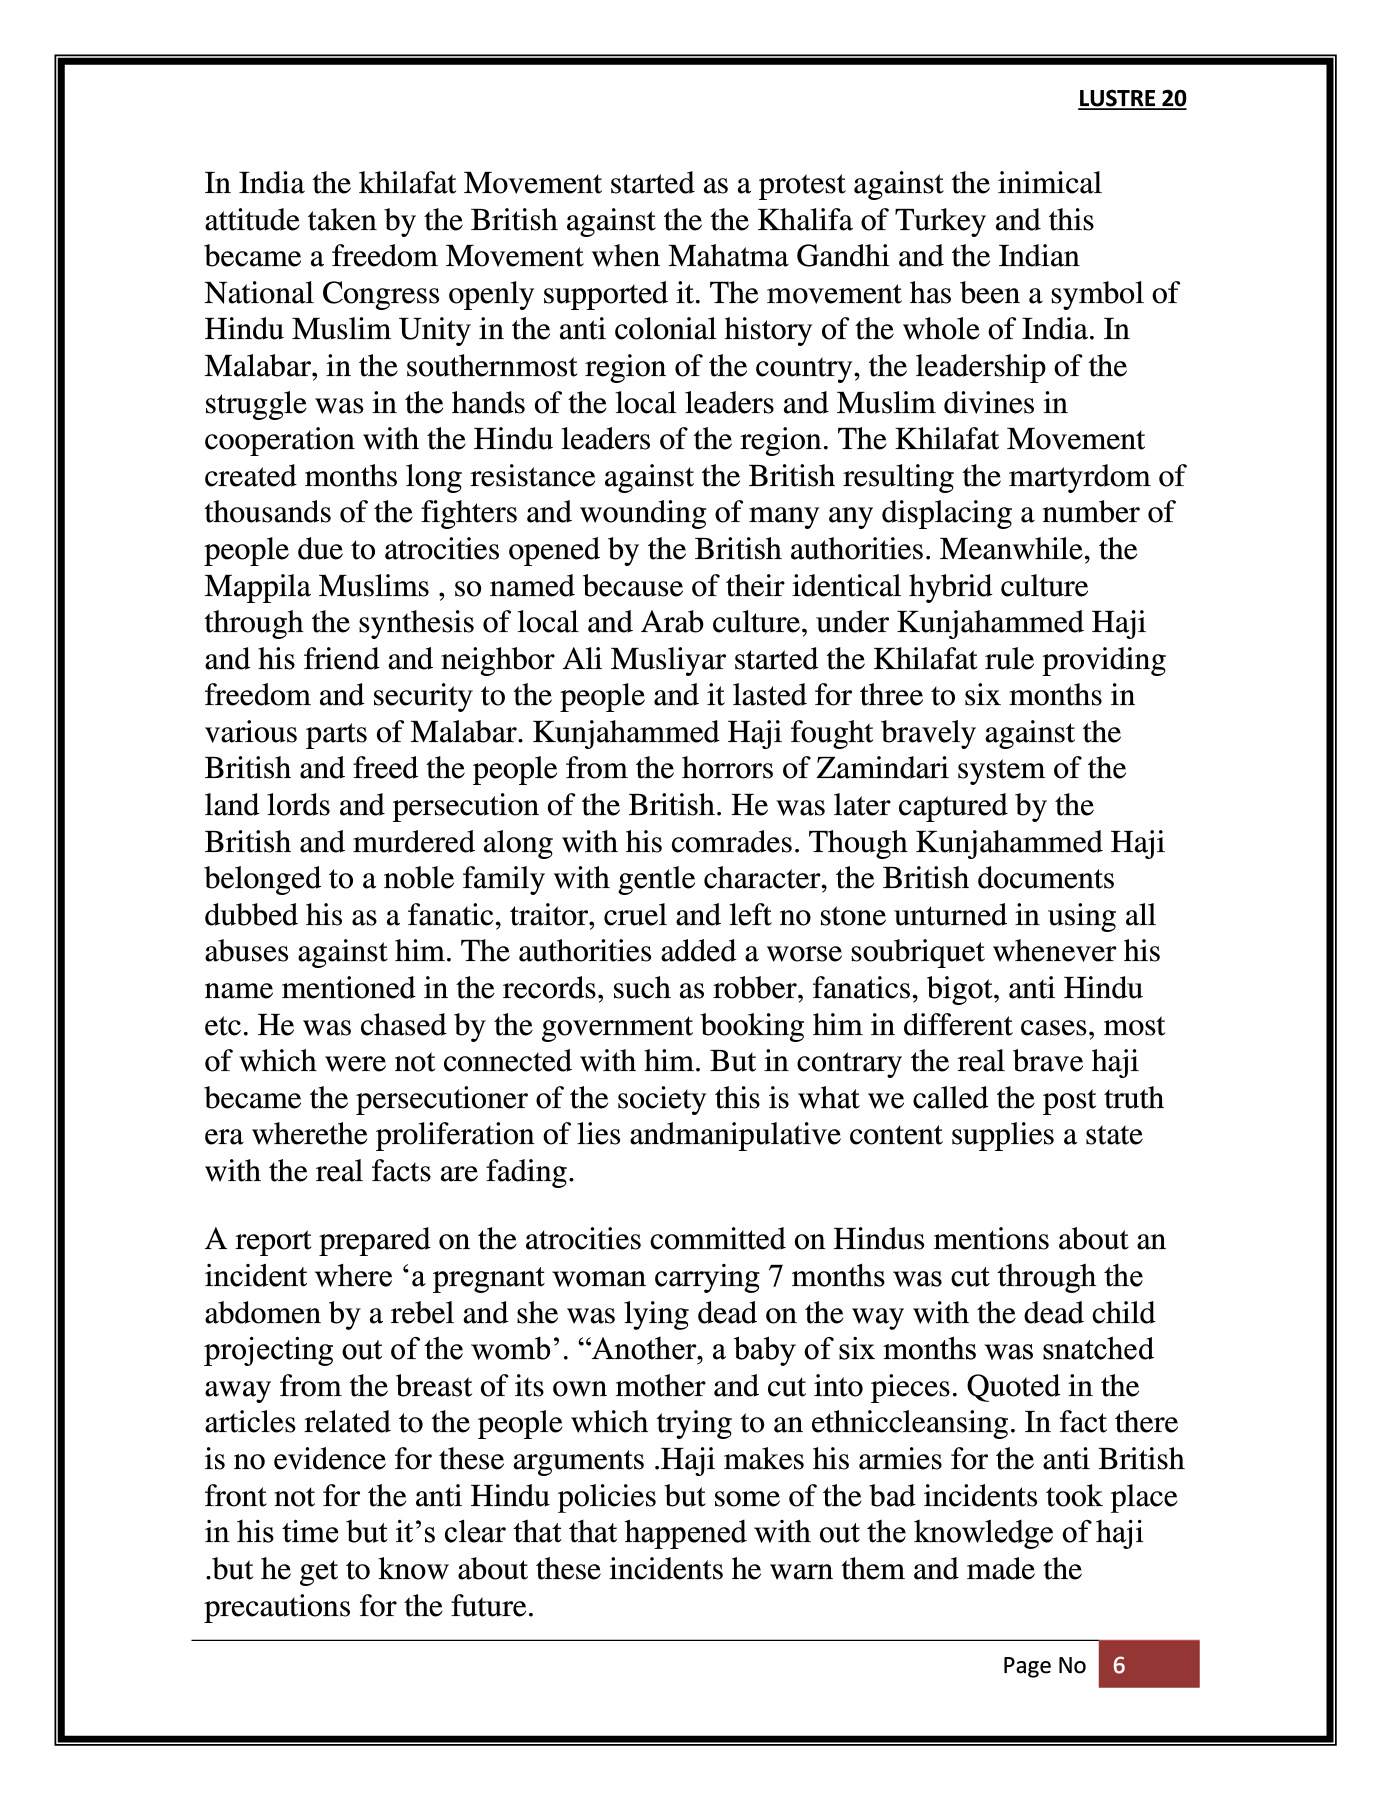 LUSTRE 20
In India the khilafat Movement started as a protest against the inimical
attitude taken by the British against the the Khalifa of Turkey and this
became a freedom Movement when Mahatma Gandhi and the Indian
National Congress openly supported it. The movement has been a symbol of
Hindu Muslim Unity in the anti colonial history of the whole of India. In
Malabar, in the southernmost region of the country, the leadership of the
struggle was in the hands of the local leaders and Muslim divines in
cooperation with the Hindu leaders of the region. The Khilafat Movement
created months long resistance against the British resulting the martyrdom of
thousands of the fighters and wounding of many any displacing a number of
people due to atrocities opened by the British authorities. Meanwhile, the
Mappila Muslims , so named because of their identical hybrid culture
through the synthesis of local and Arab culture, under Kunjahammed Haji
and his friend and neighbor Ali Musliyar started the Khilafat rule providing
freedom and security to the people and it lasted for three to six months in
various parts of Malabar. Kunjahammed Haji fought bravely against the
British and freed the people from the horrors of Zamindari system of the
land lords and persecution of the British. He was later captured by the
British and murdered along with his comrades. Though Kunjahammed Haji
belonged to a noble family with gentle character, the British documents
dubbed his as a fanatic, traitor, cruel and left no stone unturned in using all
abuses against him. The authorities added a worse soubriquet whenever his
name mentioned in the records, such as robber, fanatics, bigot, anti Hindu
etc. He was chased by the government booking him in different cases, most
of which were not connected with him. But in contrary the real brave haji
became the persecutioner of the society this is what we called the post truth
era wherethe proliferation of lies andmanipulative content supplies a state
with the real facts are fading.
A report prepared on the atrocities committed on Hindus mentions about an
incident where ‘a pregnant woman carrying 7 months was cut through the
abdomen by a rebel and she was lying dead on the way with the dead child
projecting out of the womb’. “Another, a baby of six months was snatched
away from the breast of its own mother and cut into pieces. Quoted in the
articles related to the people which trying to an ethniccleansing. In fact there
is no evidence for these arguments .Haji makes his armies for the anti British
front not for the anti Hindu policies but some of the bad incidents took place
in his time but it’s clear that that happened with out the knowledge of haji
.but he get to know about these incidents he warn them and made the
precautions for the future.
Page No 6